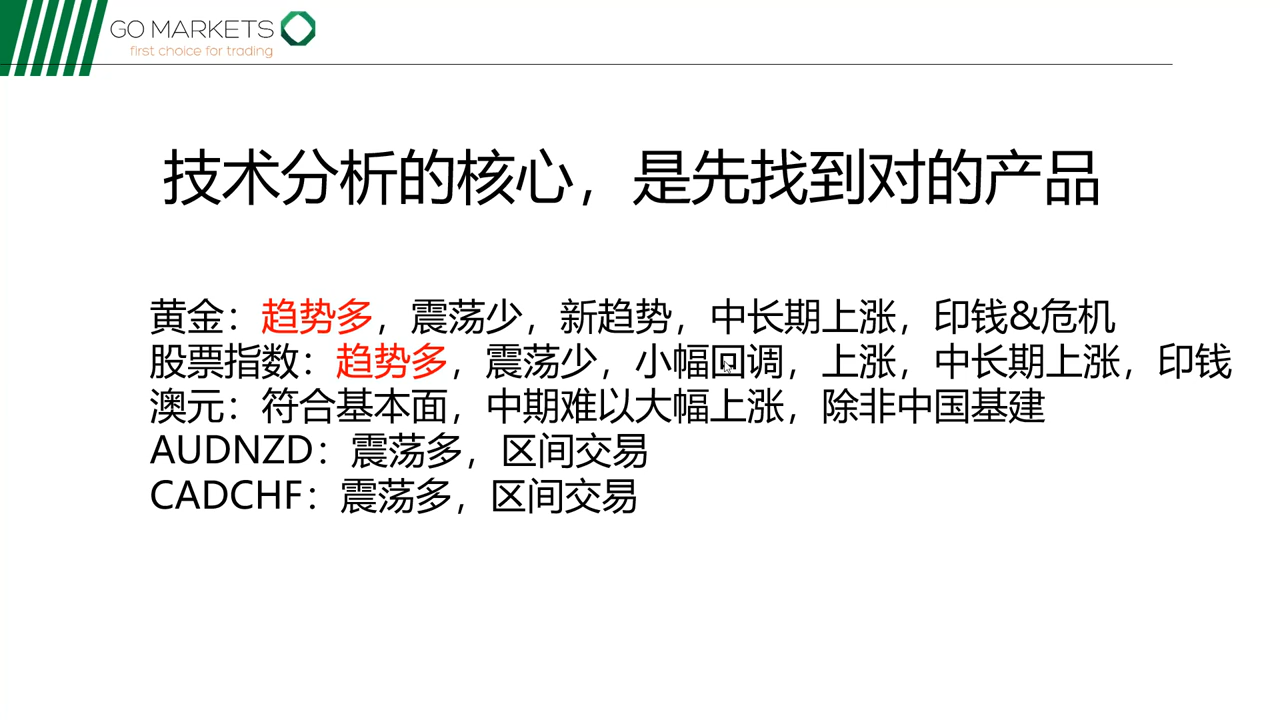 GO MARKETS
first choice for trading
技术分析的核心，是先找到对的产品
黄金：趋势多，震荡少，新趋势，中长期上涨，印钱&危机
股票指数：趋势多，震荡少，小幅回调，上涨，中长期上涨，印钱
澳元：符合基本面，中期难以大幅上涨，除非中国基建
AUDNZD：震荡多，区间交易
CADCHF：震荡多，区间交易